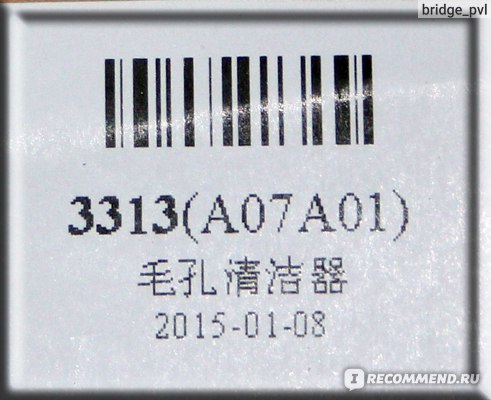 bridge_pvl
3313(A07A01)
毛孔清洁器
2015-01-08
I RECOMMEND.RU